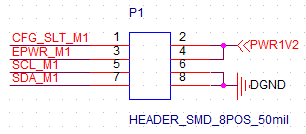 P1
CFG_SLT_M1 1 2
EPWR_M1 3 4 PWR1V2
SCL_M1 5 6
SDA_M1 7 8 DGND
HEADER_SMD_8POS_50mil